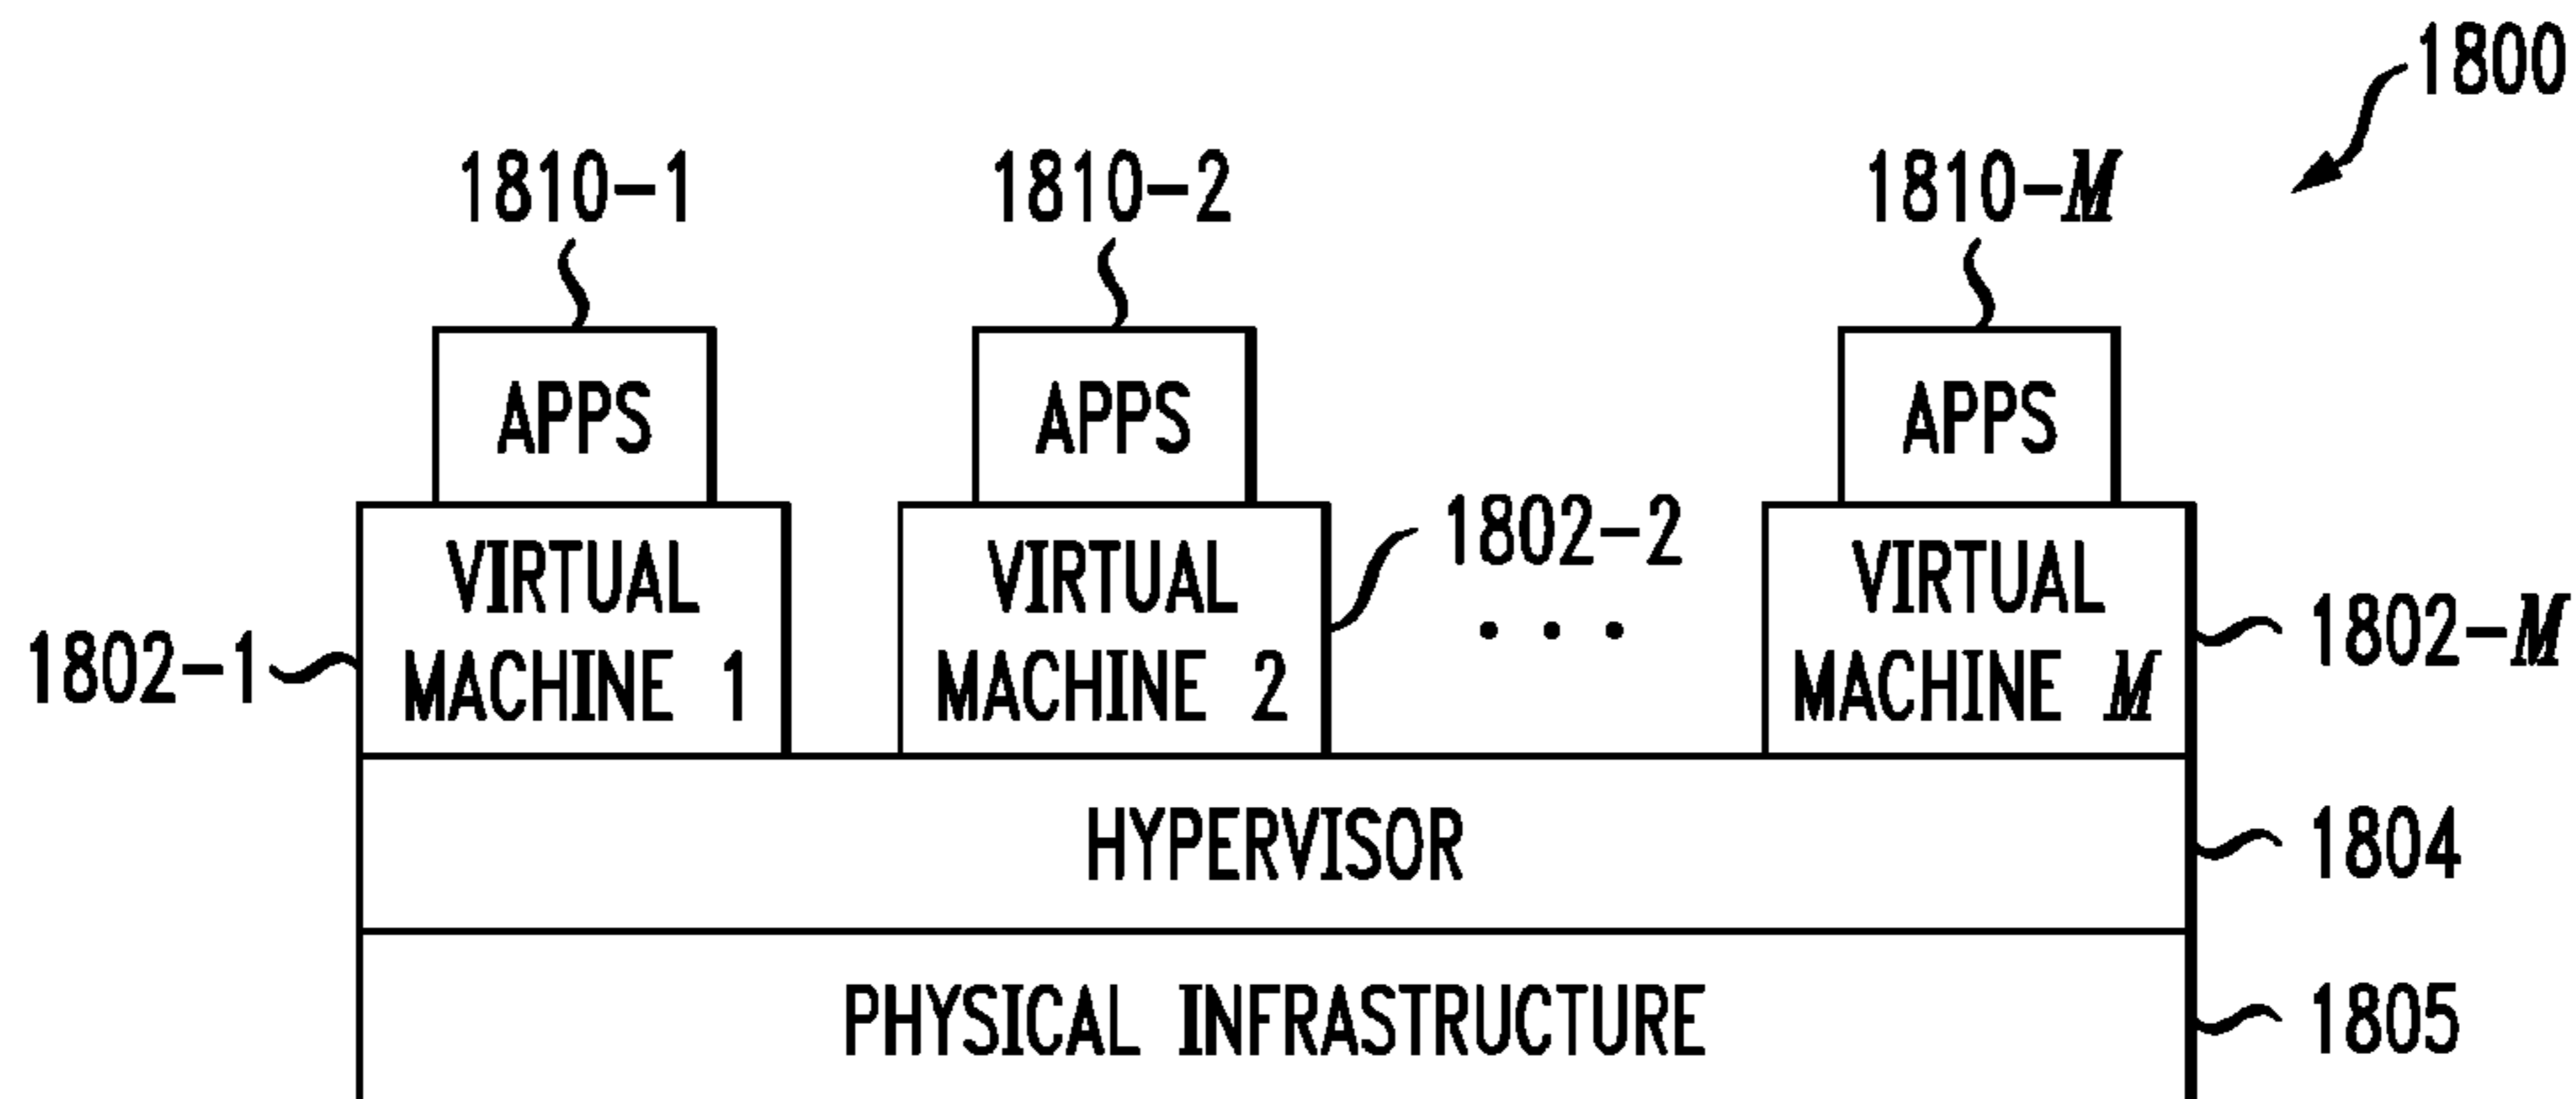 1800
1810-1
1810-2
1810-M
APPS
APPS
APPS
VIRTUAL
MACHINE 1
VIRTUAL
MACHINE 2
1802-2
. . .
VIRTUAL
MACHINE M
1802-1
1802-M
HYPERVISOR
1804
PHYSICAL INFRASTRUCTURE
1805